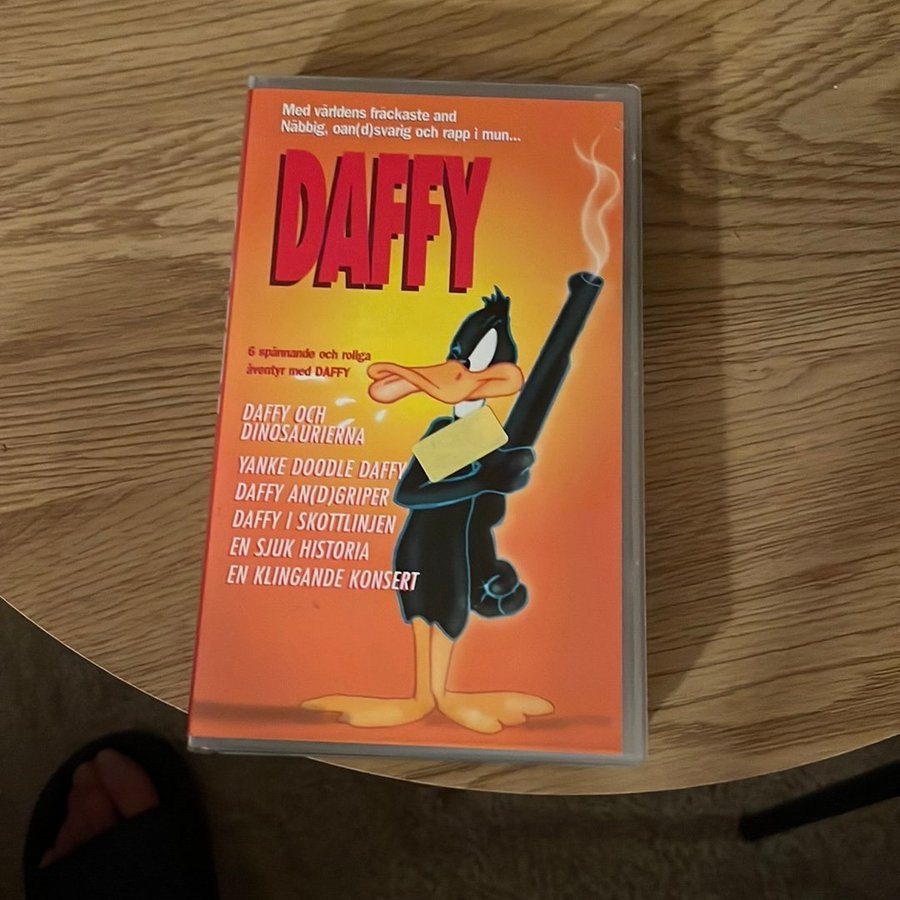 Med världens fräckaste and
Näbbig, oan(d)svarig och rapp i mun...
DAFFY
6 spännande och roliga
äventyr med DAFFY
DAFFY OCH
DINOSAURIERNA
YANKE DOODLE DAFFY
DAFFY AN(D)GRIPER
DAFFY I SKOTTLINJEN
EN SJUK HISTORIA
EN KLINGANDE KONSERT